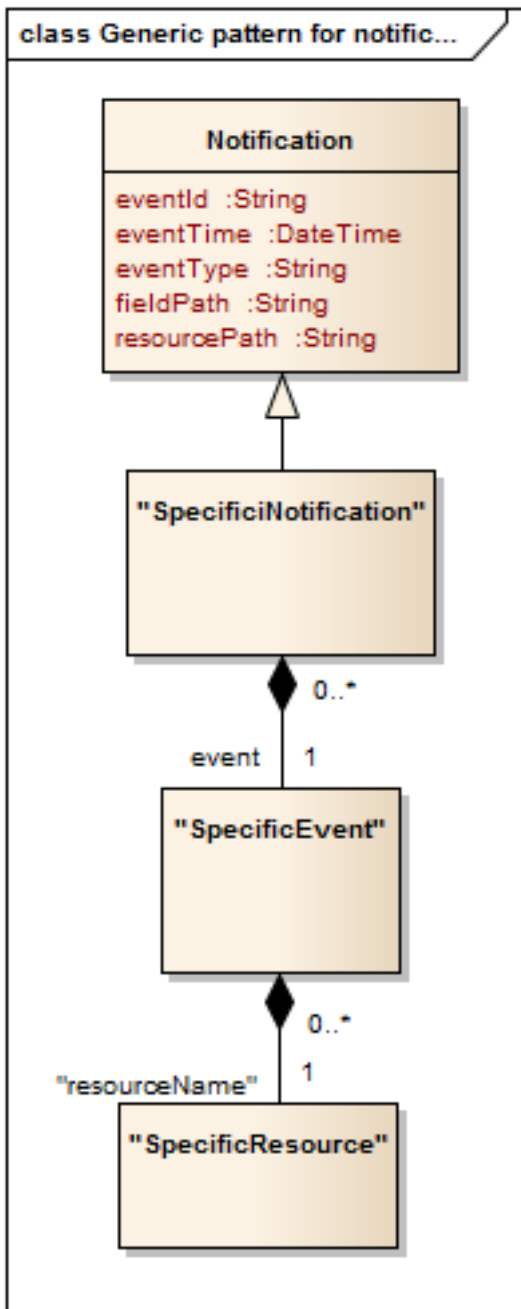 class Generic pattern for notific...
Notification
eventId :String
eventTime :DateTime
eventType :String
fieldPath :String
resourcePath :String
"SpecificiNotification"
0..*
event 1
"SpecificEvent"
0..*
1
"resourceName"
"SpecificResource"